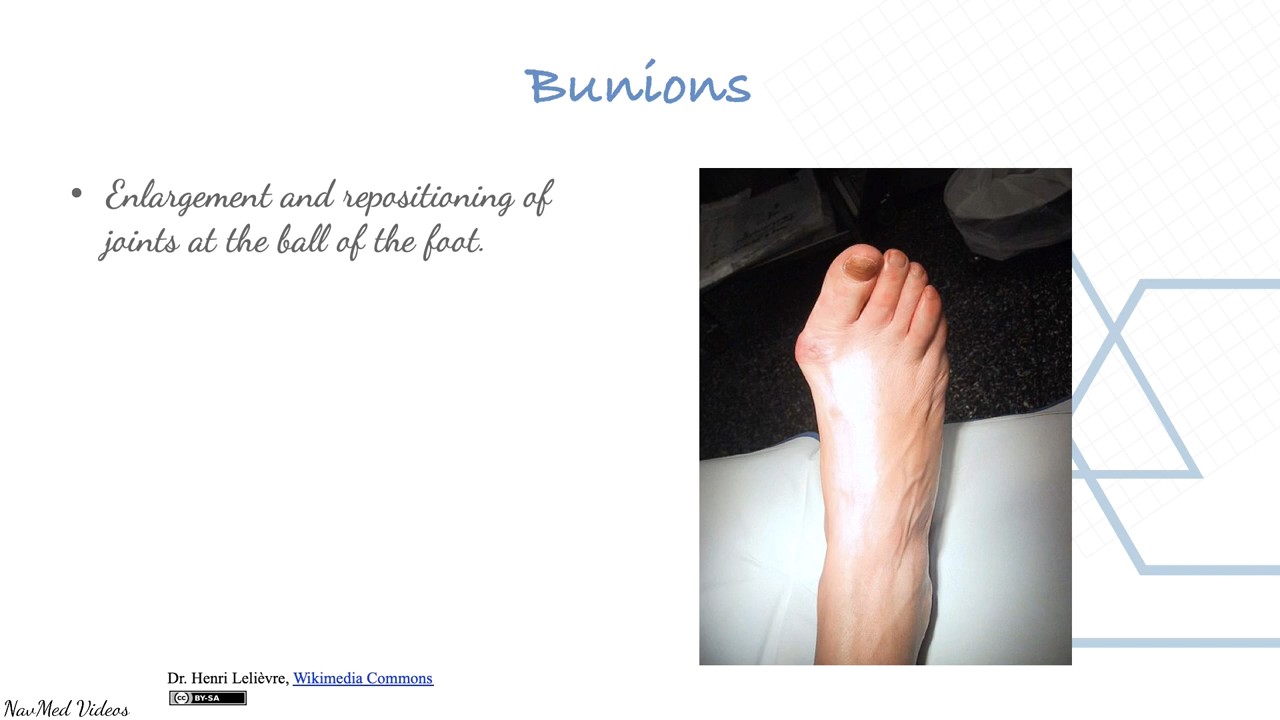 Bunions
• Enlargement and repositioning of
joints at the ball of the foot.
Dr. Henri Lelièvre, Wikimedia Commons
cc BY-SA
NavMed Videos